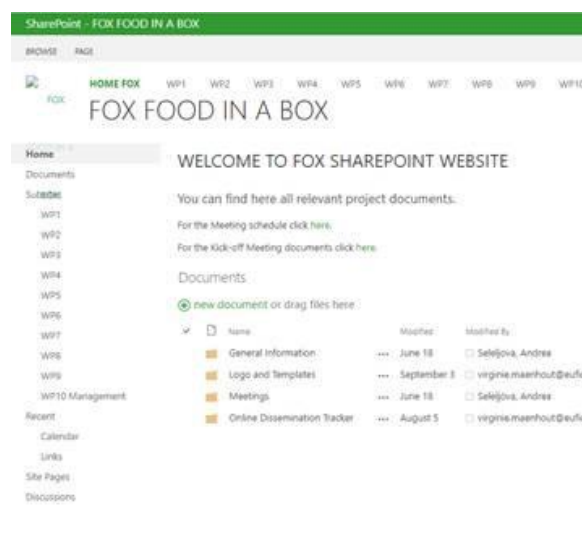 SharePoint - FOX FOOD IN A BOX
BROWSE PAGE
FOX
HOME FOX WP1 WP2 WP3 WP4 WP5 WP6 WP7 WP8 WP9 WP10
FOX FOOD IN A BOX
Home
Documents
Subsites
WP1
WP2
WP3
WP4
WP5
WP6
WP7
WP8
WP9
WP10 Management
Recent
Calendar
Links
Site Pages
Discussions
WELCOME TO FOX SHAREPOINT WEBSITE
You can find here all relevant project documents.
For the Meeting schedule click here.
For the Kick-off Meeting documents click here.
Documents
new document or drag files here
Name Modified Modified By
General Information ... June 18 Seleljova, Andrea
Logo and Templates ... September 3 virginie.maenhout@eufi
Meetings ... June 18 Seleljova, Andrea
Online Dissemination Tracker ... August 5 virginie.maenhout@eufi